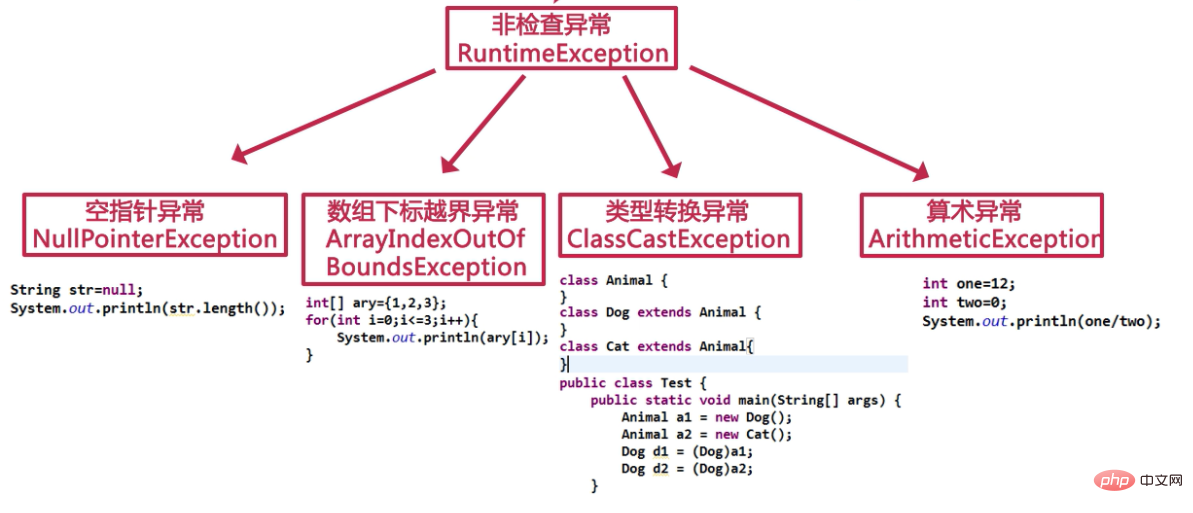 非检查异常
RuntimeException
空指针异常
NullPointerException
String str=null;
System.out.println(str.length());
数组下标越界异常
ArrayIndexOutOf
BoundsException
int[] ary={1,2,3};
for(int i=0;i<=3;i++){
System.out.println(ary[i]);
}
类型转换异常
ClassCastException
class Animal {
}
class Dog extends Animal {
}
class Cat extends Animal{
}
public class Test {
public static void main(String[] args) {
Animal a1 = new Dog();
Animal a2 = new Cat();
Dog d1 = (Dog)a1;
Dog d2 = (Dog)a2;
}
算术异常
ArithmeticException
int one=12;
int two=0;
System.out.println(one/two);
php 中文网